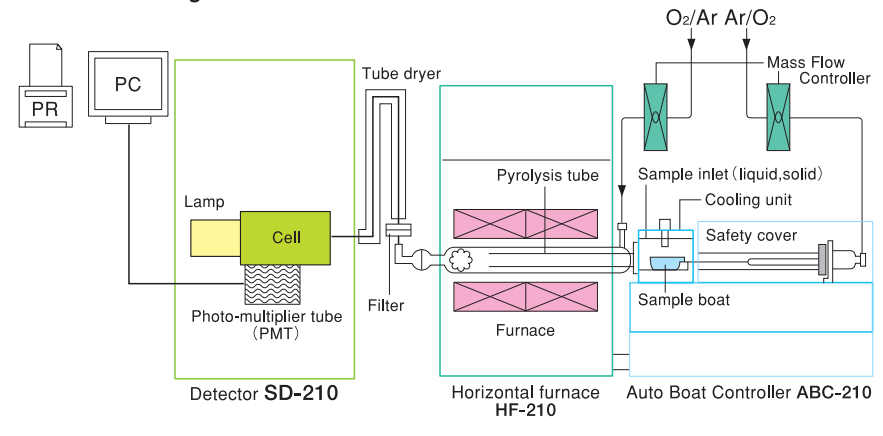 O₂/Ar Ar/O₂
Mass Flow
Controller
Tube dryer
PC
PR
Pyrolysis tube
Sample inlet（liquid,solid）
Cooling unit
Lamp
Safety cover
Cell
Filter
Sample boat
Photo-multiplier tube
（PMT）
Furnace
Detector SD-210
Horizontal furnace
HF-210
Auto Boat Controller ABC-210